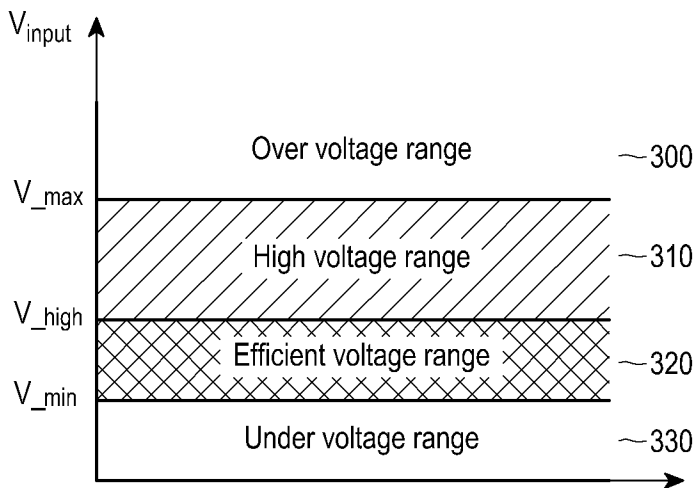 V_input
Over voltage range
~300
V_max
High voltage range
~310
V_high
Efficient voltage range
~320
V_min
Under voltage range
~330